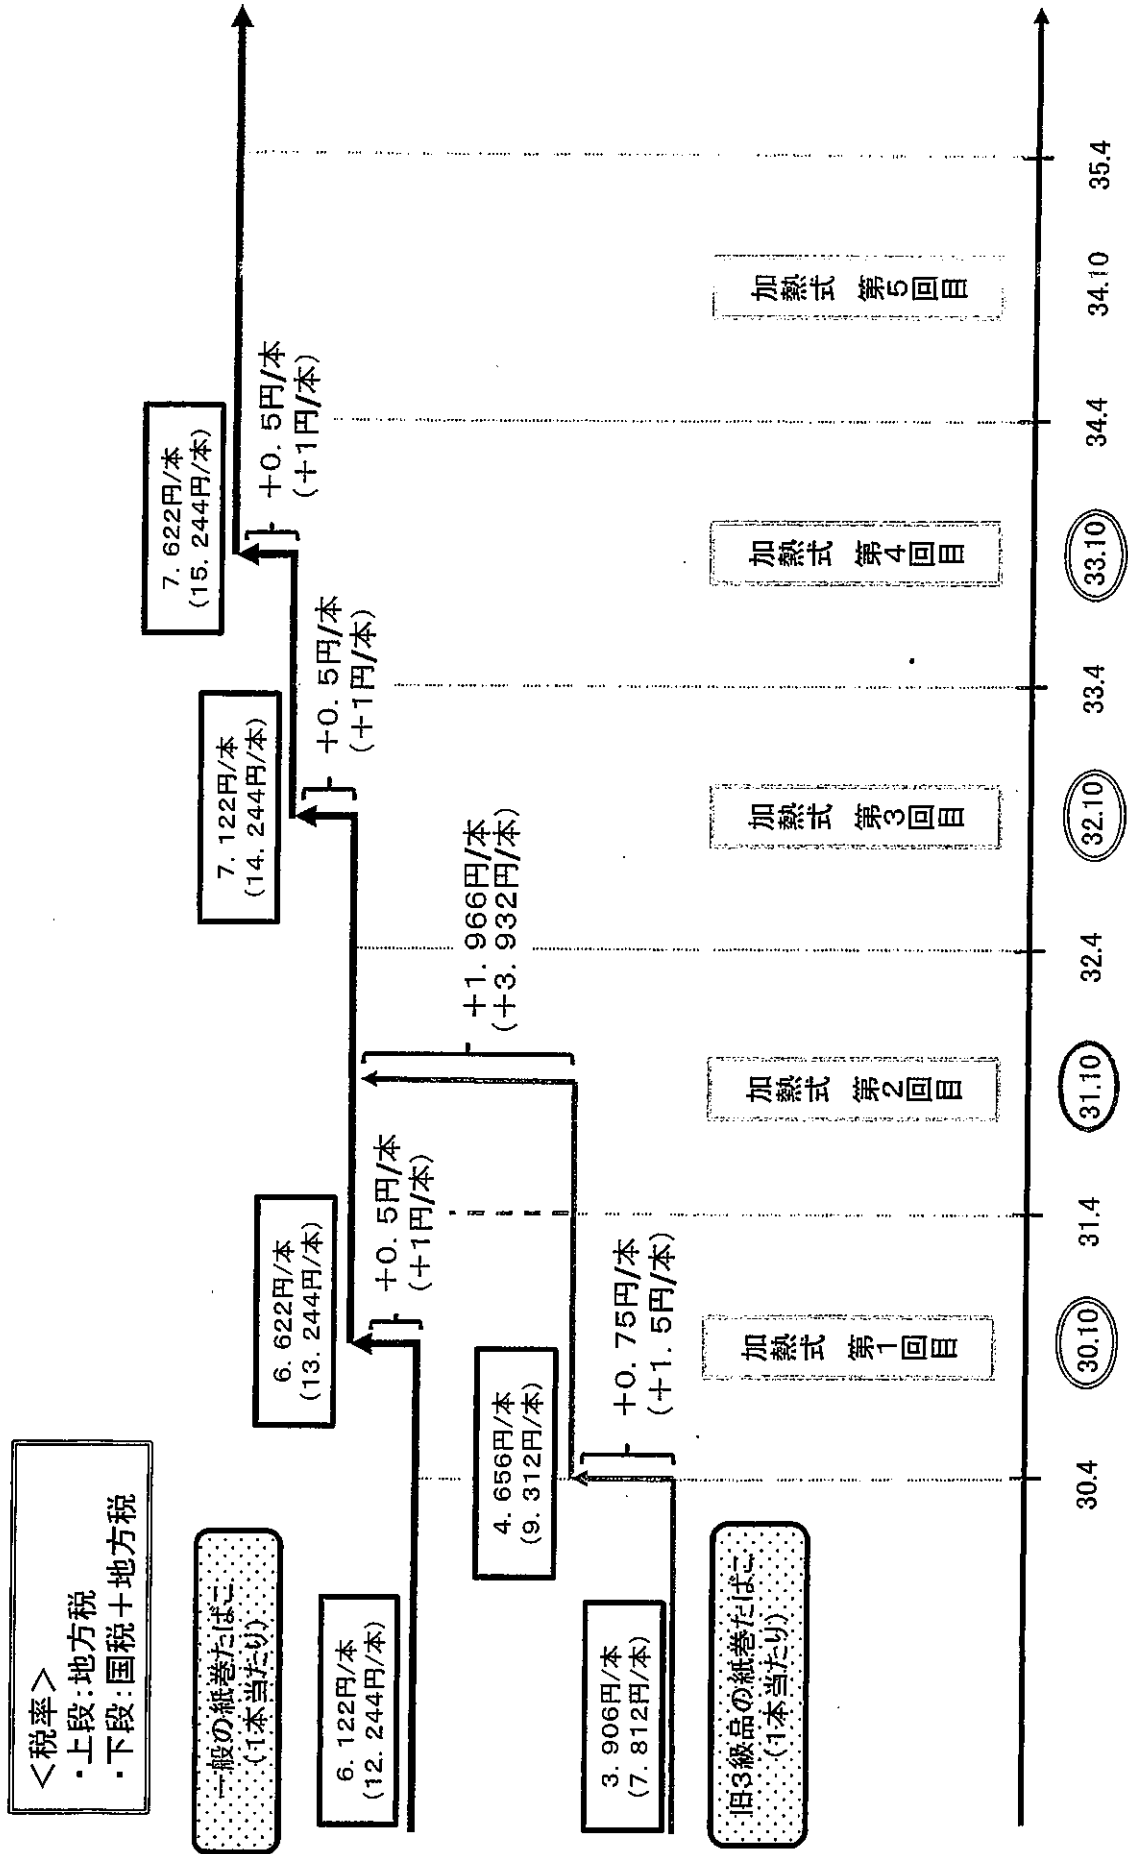 <税率>
・上段:地方税
・下段:国税+地方税
一般の紙巻たばこ
(1本当たり)
6.122円/本
(12.244円/本)
6.622円/本
(13.244円/本)
+0.5円/本
(+1円/本)
7.122円/本
(14.244円/本)
+0.5円/本
(+1円/本)
7.622円/本
(15.244円/本)
+0.5円/本
(+1円/本)
3.906円/本
(7.812円/本)
4.656円/本
(9.312円/本)
+0.75円/本
(+1.5円/本)
+1.966円/本
(+3.932円/本)
旧3級品の紙巻たばこ
(1本当たり)
加熱式 第1回目
加熱式 第2回目
加熱式 第3回目
加熱式 第4回目
加熱式 第5回目
30.4
30.10
31.4
31.10
32.4
32.10
33.4
33.10
34.4
34.10
35.4